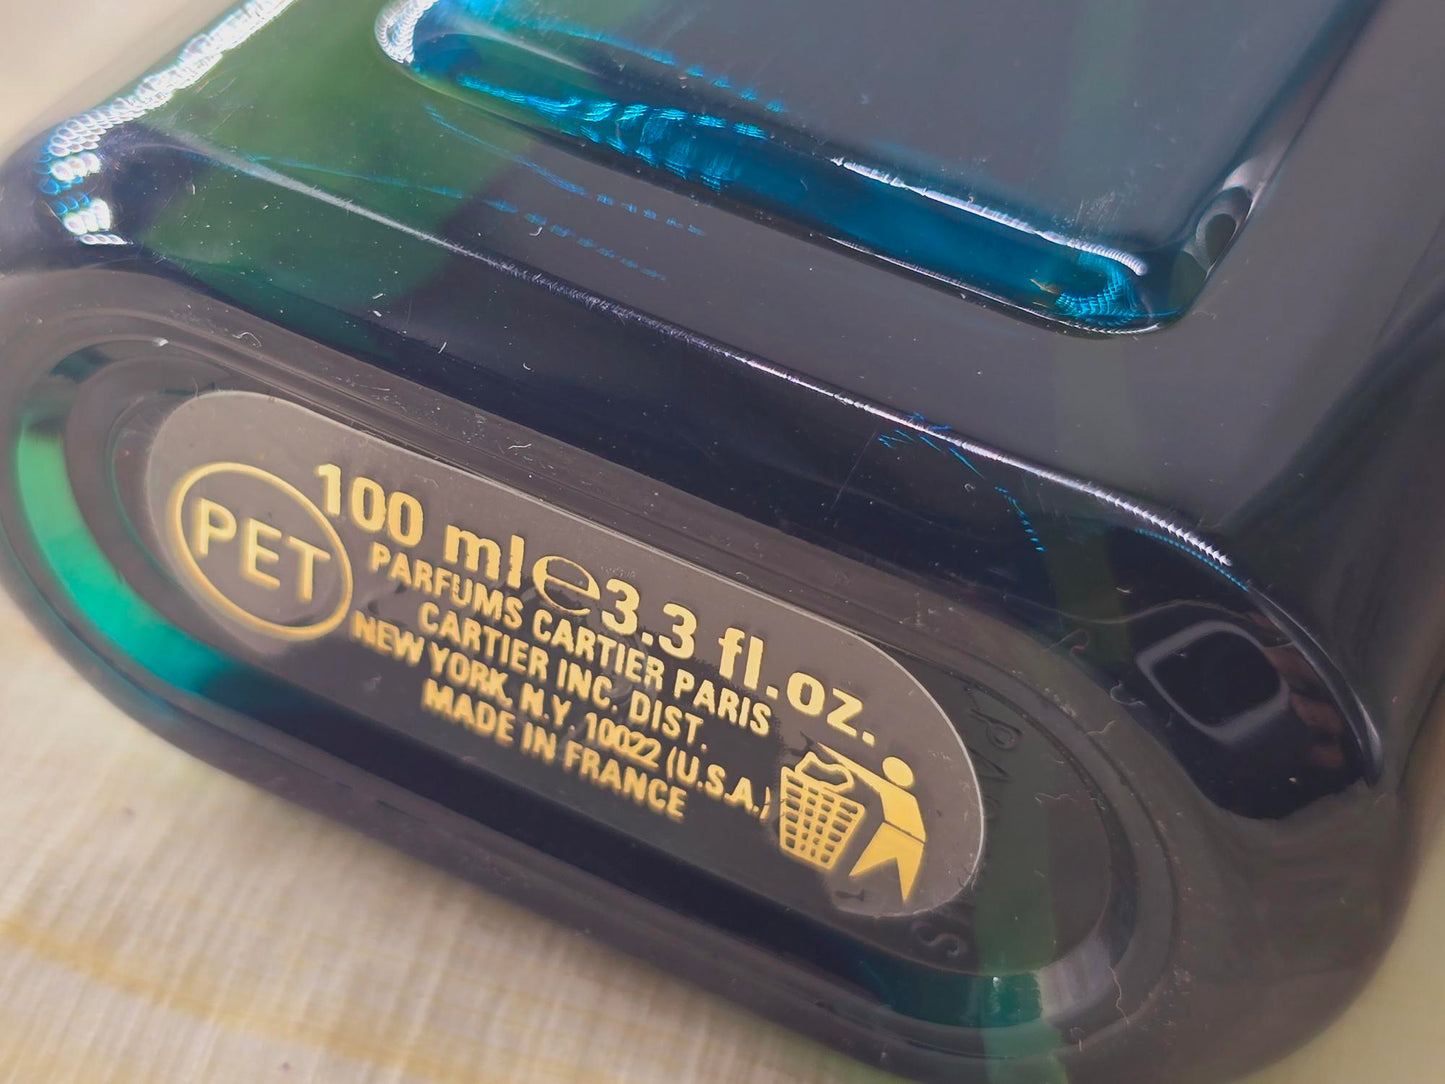 PET
100 ml e 3.3 fl.oz.
PARFUMS CARTIER PARIS
CARTIER INC. DIST.
NEW YORK, N.Y. 10022 (U.S.A.)
MADE IN FRANCE